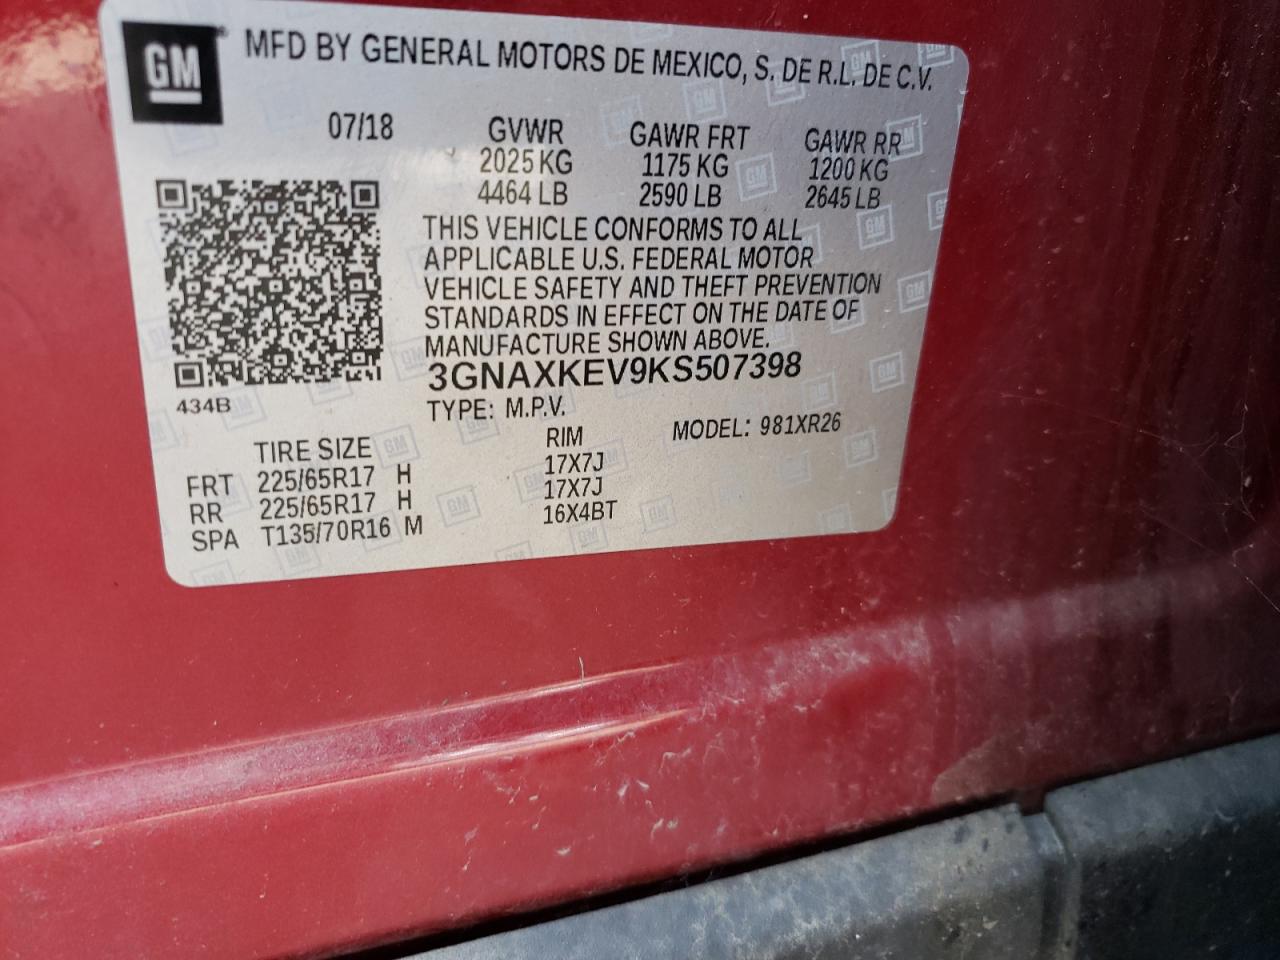 GM
MFD BY GENERAL MOTORS DE MEXICO, S. DE R.L. DE C.V.
07/18 GVWR GAWR FRT GAWR RR
2025 KG 1175 KG 1200 KG
4464 LB 2590 LB 2645 LB
THIS VEHICLE CONFORMS TO ALL
APPLICABLE U.S. FEDERAL MOTOR
VEHICLE SAFETY AND THEFT PREVENTION
STANDARDS IN EFFECT ON THE DATE OF
MANUFACTURE SHOWN ABOVE.
3GNAXKEV9KS507398
434B
TYPE: M.P.V. MODEL: 981XR26
TIRE SIZE RIM
FRT 225/65R17 H 17X7J
RR 225/65R17 H 17X7J
SPA T135/70R16 M 16X4BT